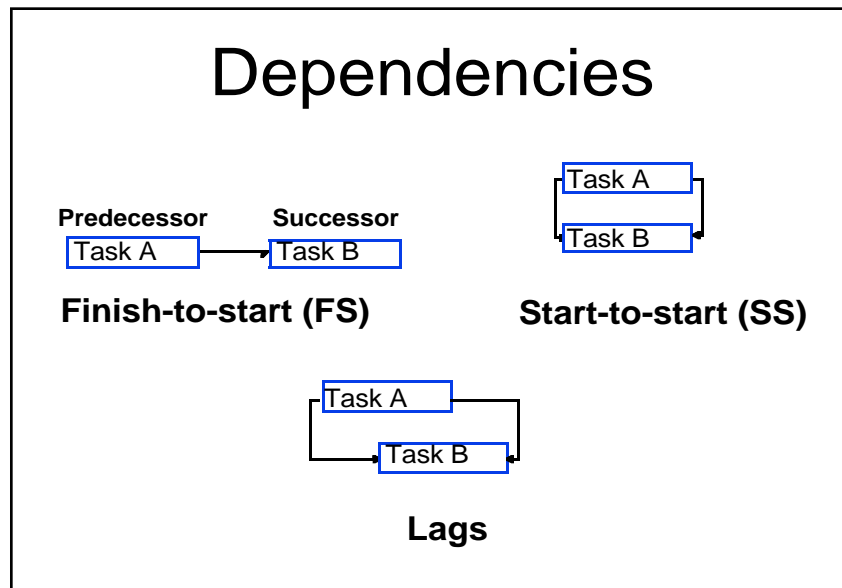 Dependencies
Predecessor Successor
Task A Task B
Finish-to-start (FS)
Task A
Task B
Start-to-start (SS)
Task A
Task B
Lags